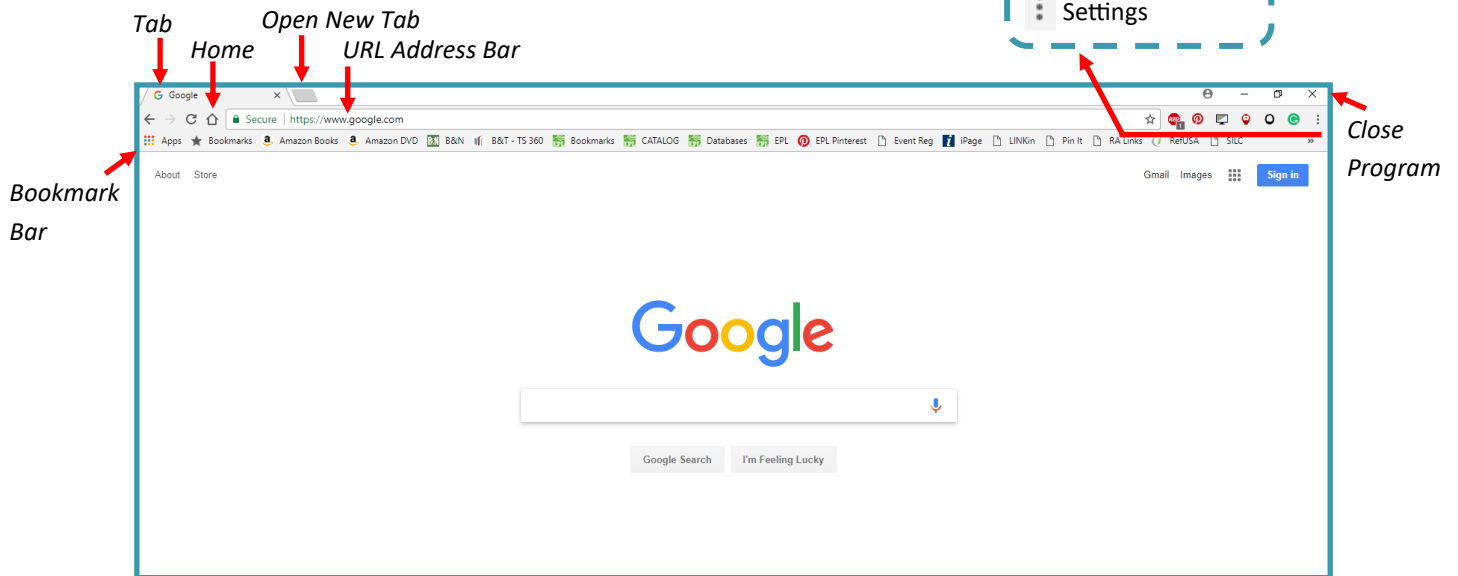 Settings
Tab
Open New Tab
Home
URL Address Bar
Google
Secure | https://www.google.com
Apps Bookmarks Amazon Books Amazon DVD B&N B&T - TS 360 Bookmarks CATALOG Databases EPL EPL Pinterest Event Reg iPage LINKin Pin It RA Links RefUSA SILC »
Close
Program
Bookmark
Bar
About Store
Gmail Images Sign in
Google
Google Search I'm Feeling Lucky